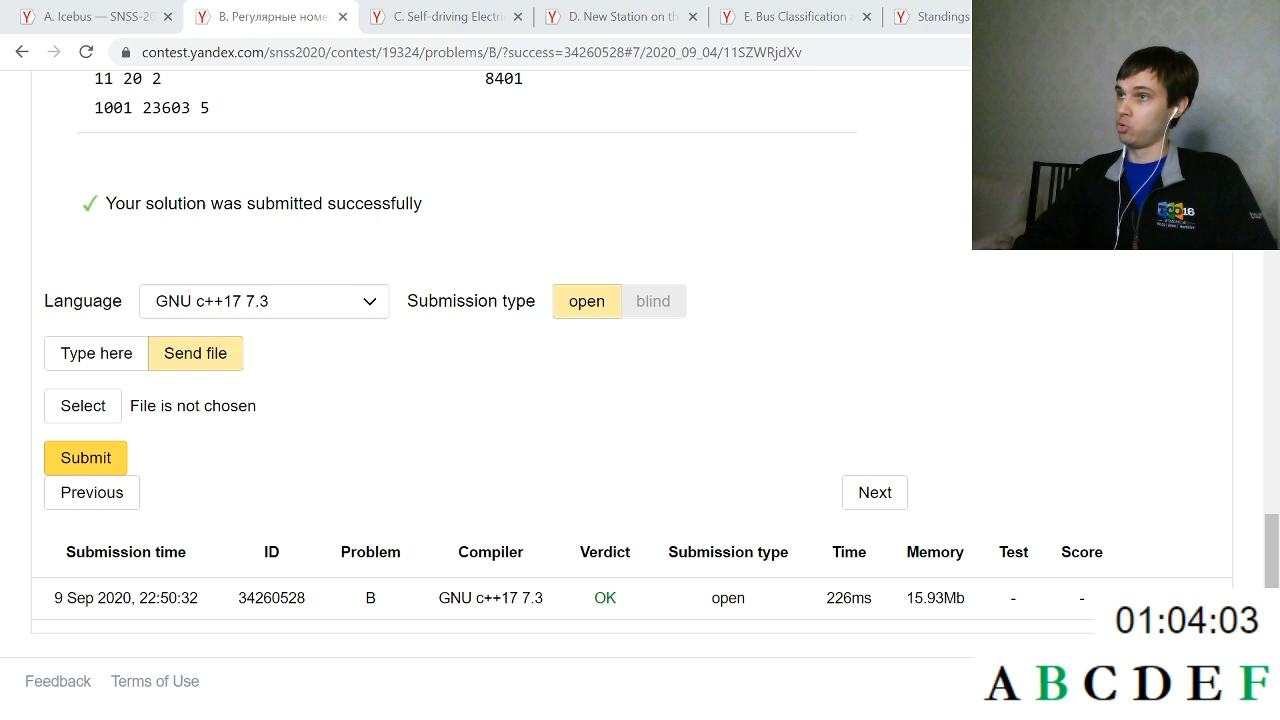 A. Icebus — SNSS-20
B. Регулярные номе
C. Self-driving Electri
D. New Station on th
E. Bus Classification a
Standings
contest.yandex.com/snss2020/contest/19324/problems/B/?success=34260528#7/2020_09_04/11SZWRjdXv
11 20 2
8401
1001 23603 5
Your solution was submitted successfully
Language GNU c++17 7.3 Submission type open blind
Type here Send file
Select File is not chosen
Submit
Previous Next
Submission time ID Problem Compiler Verdict Submission type Time Memory Test Score
9 Sep 2020, 22:50:32 34260528 B GNU c++17 7.3 OK open 226ms 15.93Mb - -
01:04:03
Feedback Terms of Use
A B C D E F